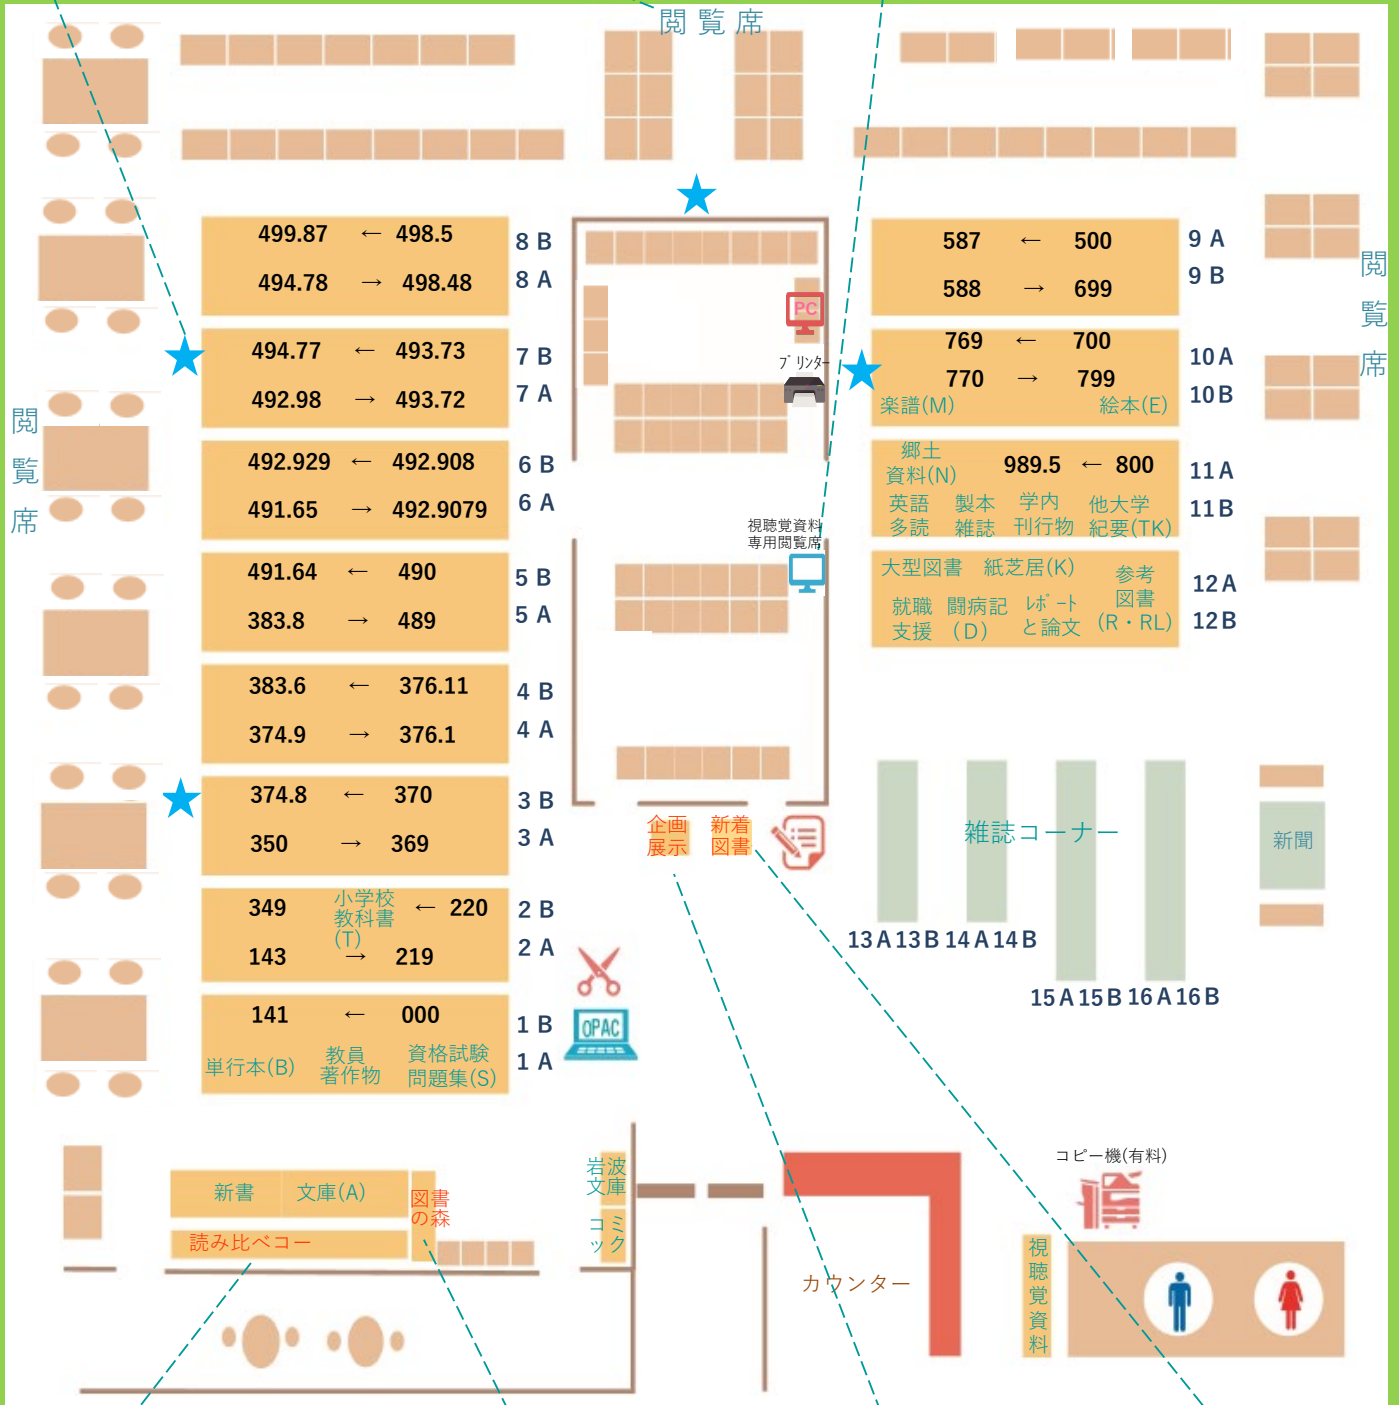 閲覧席
499.87 ← 498.5
8 B
494.78 → 498.48
8 A
494.77 ← 493.73
7 B
492.98 → 493.72
7 A
492.929 ← 492.908
6 B
491.65 → 492.9079
6 A
491.64 ← 490
5 B
383.8 → 489
5 A
383.6 ← 376.11
4 B
374.9 → 376.1
4 A
374.8 ← 370
3 B
350 → 369
3 A
349 小学校教科書(T) ← 220
2 B
143 → 219
2 A
141 ← 000
1 B
単行本(B)
教員
著作物
資格試験
問題集(S)
1 A
閲
覧
席
PC
プリンター
視聴覚資料
専用閲覧席
企画
展示
新着
図書
OPAC
587 ← 500
9 A
588 → 699
9 B
769 ← 700
10 A
770 → 799
10 B
楽譜(M)
絵本(E)
郷土
資料(N)
989.5 ← 800
11 A
英語
多読
製本
雑誌
学内
刊行物
他大学
紀要(TK)
11 B
大型図書
紙芝居(K)
参考
図書
(R・RL)
12 A
就職
支援
闘病記
(D)
レポート
と論文
12 B
閲
覧
席
雑誌コーナー
新聞
13 A 13 B 14 A 14 B
15 A 15 B 16 A 16 B
新書
文庫(A)
図書
の森
読み比べコー
岩波
文庫
コミ
ック
カウンター
コピー機(有料)
視
聴
覚
資
料